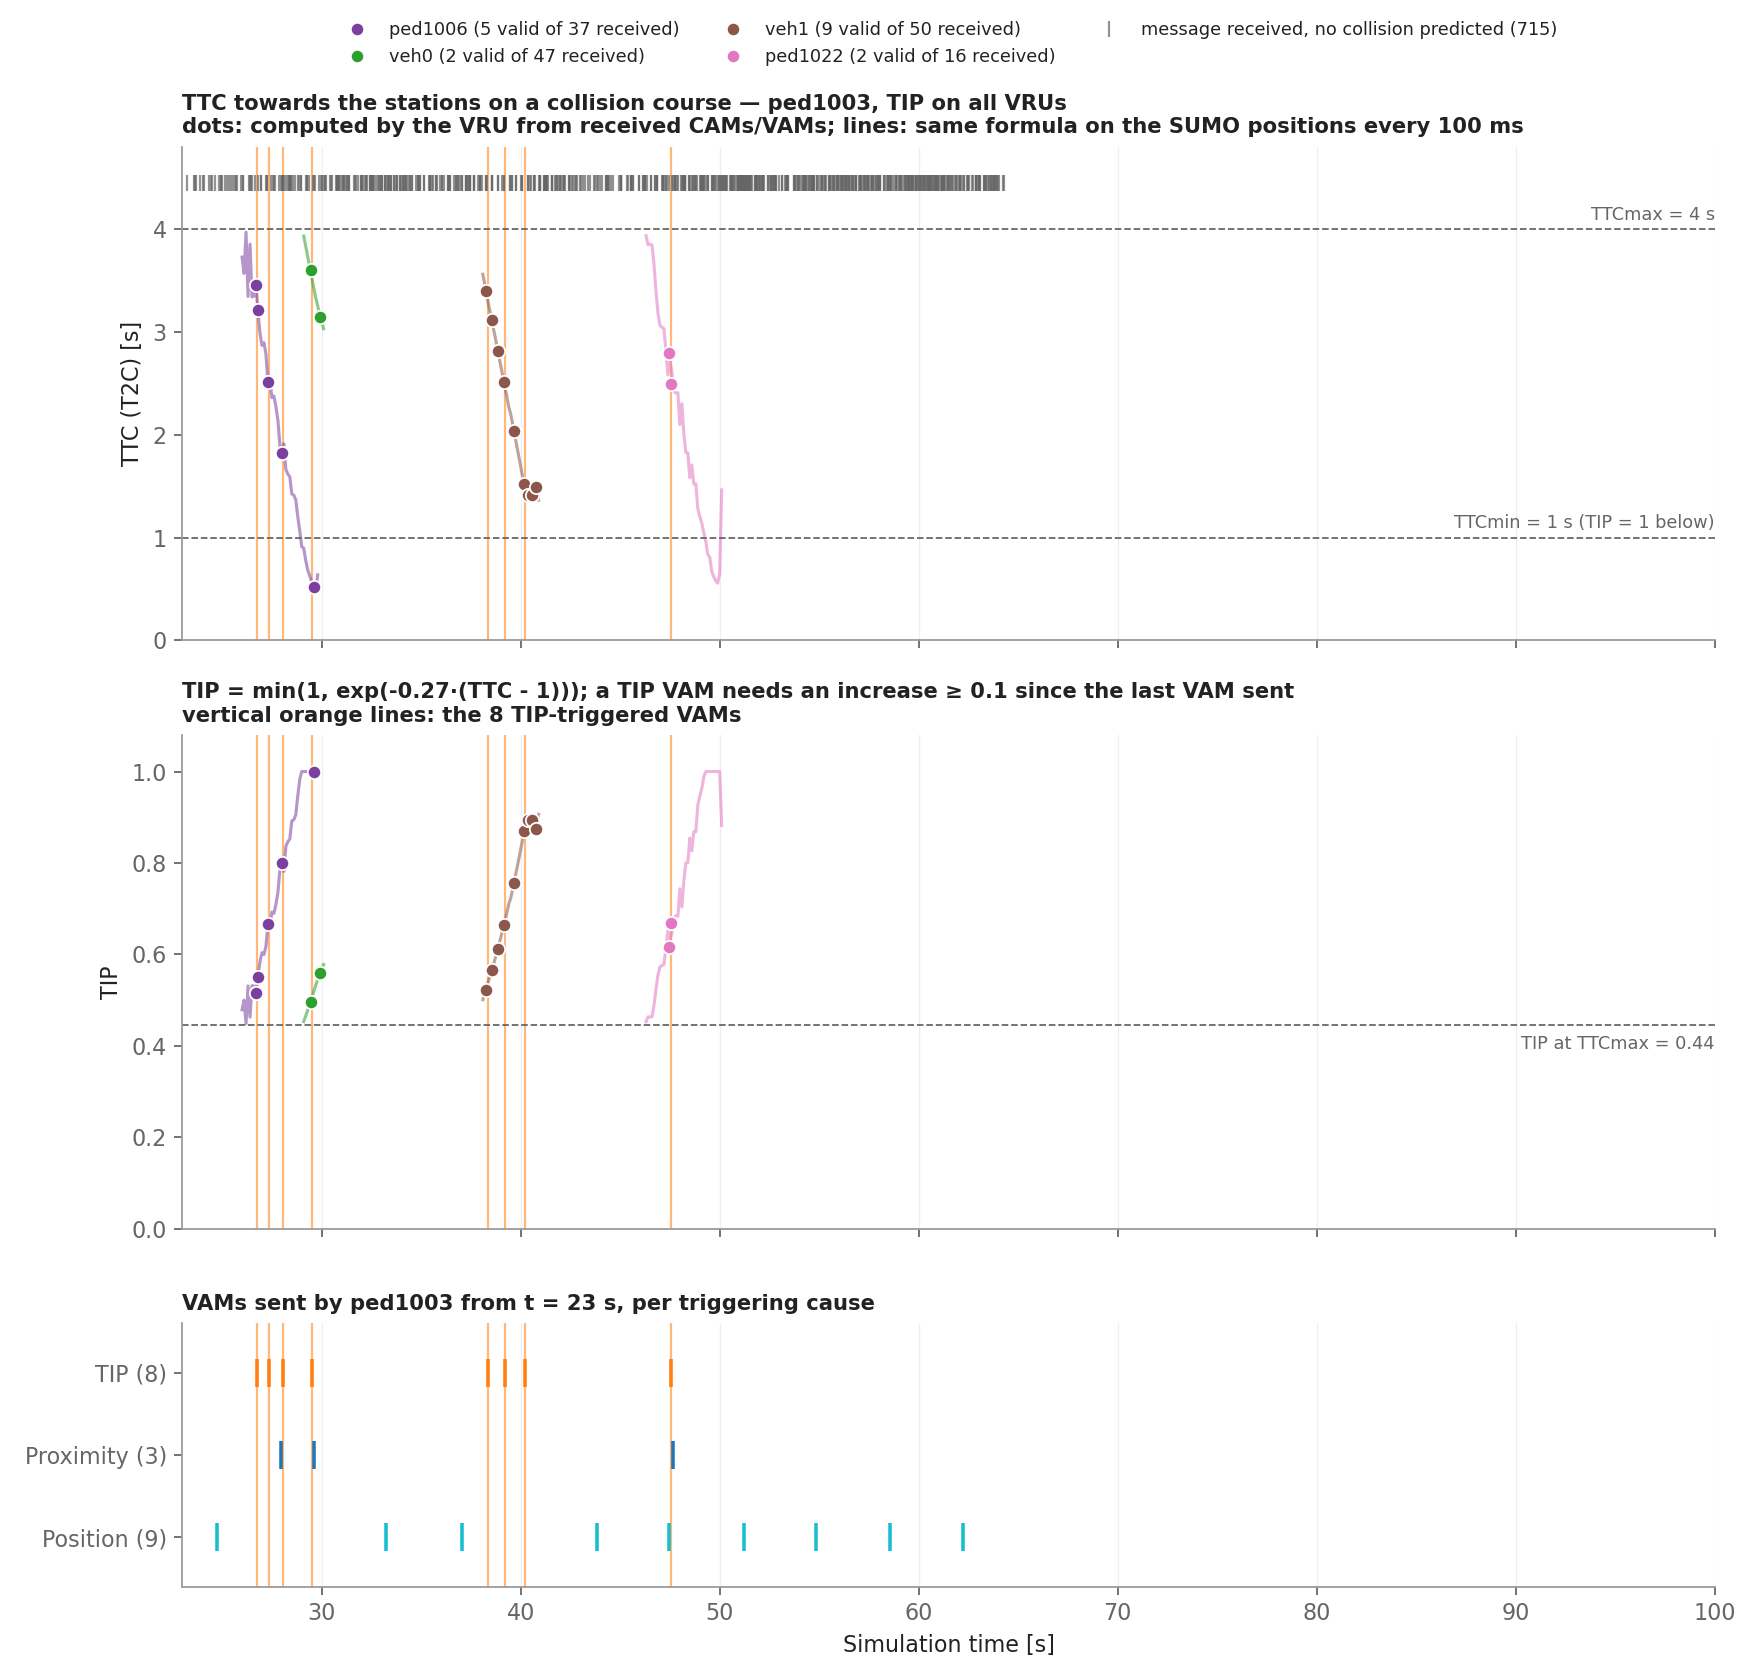 ped1006 (5 valid of 37 received)
veh0 (2 valid of 47 received)
veh1 (9 valid of 50 received)
ped1022 (2 valid of 16 received)
message received, no collision predicted (715)
TTC towards the stations on a collision course — ped1003, TIP on all VRUs
dots: computed by the VRU from received CAMs/VAMs; lines: same formula on the SUMO positions every 100 ms
TTC (T2C) [s]
4
3
2
1
0
TTCmax = 4 s
TTCmin = 1 s (TIP = 1 below)
TIP = min(1, exp(-0.27·(TTC - 1))); a TIP VAM needs an increase ≥ 0.1 since the last VAM sent
vertical orange lines: the 8 TIP-triggered VAMs
TIP
1.0
0.8
0.6
0.4
0.2
0.0
TIP at TTCmax = 0.44
VAMs sent by ped1003 from t = 23 s, per triggering cause
TIP (8)
Proximity (3)
Position (9)
30 40 50 60 70 80 90 100
Simulation time [s]